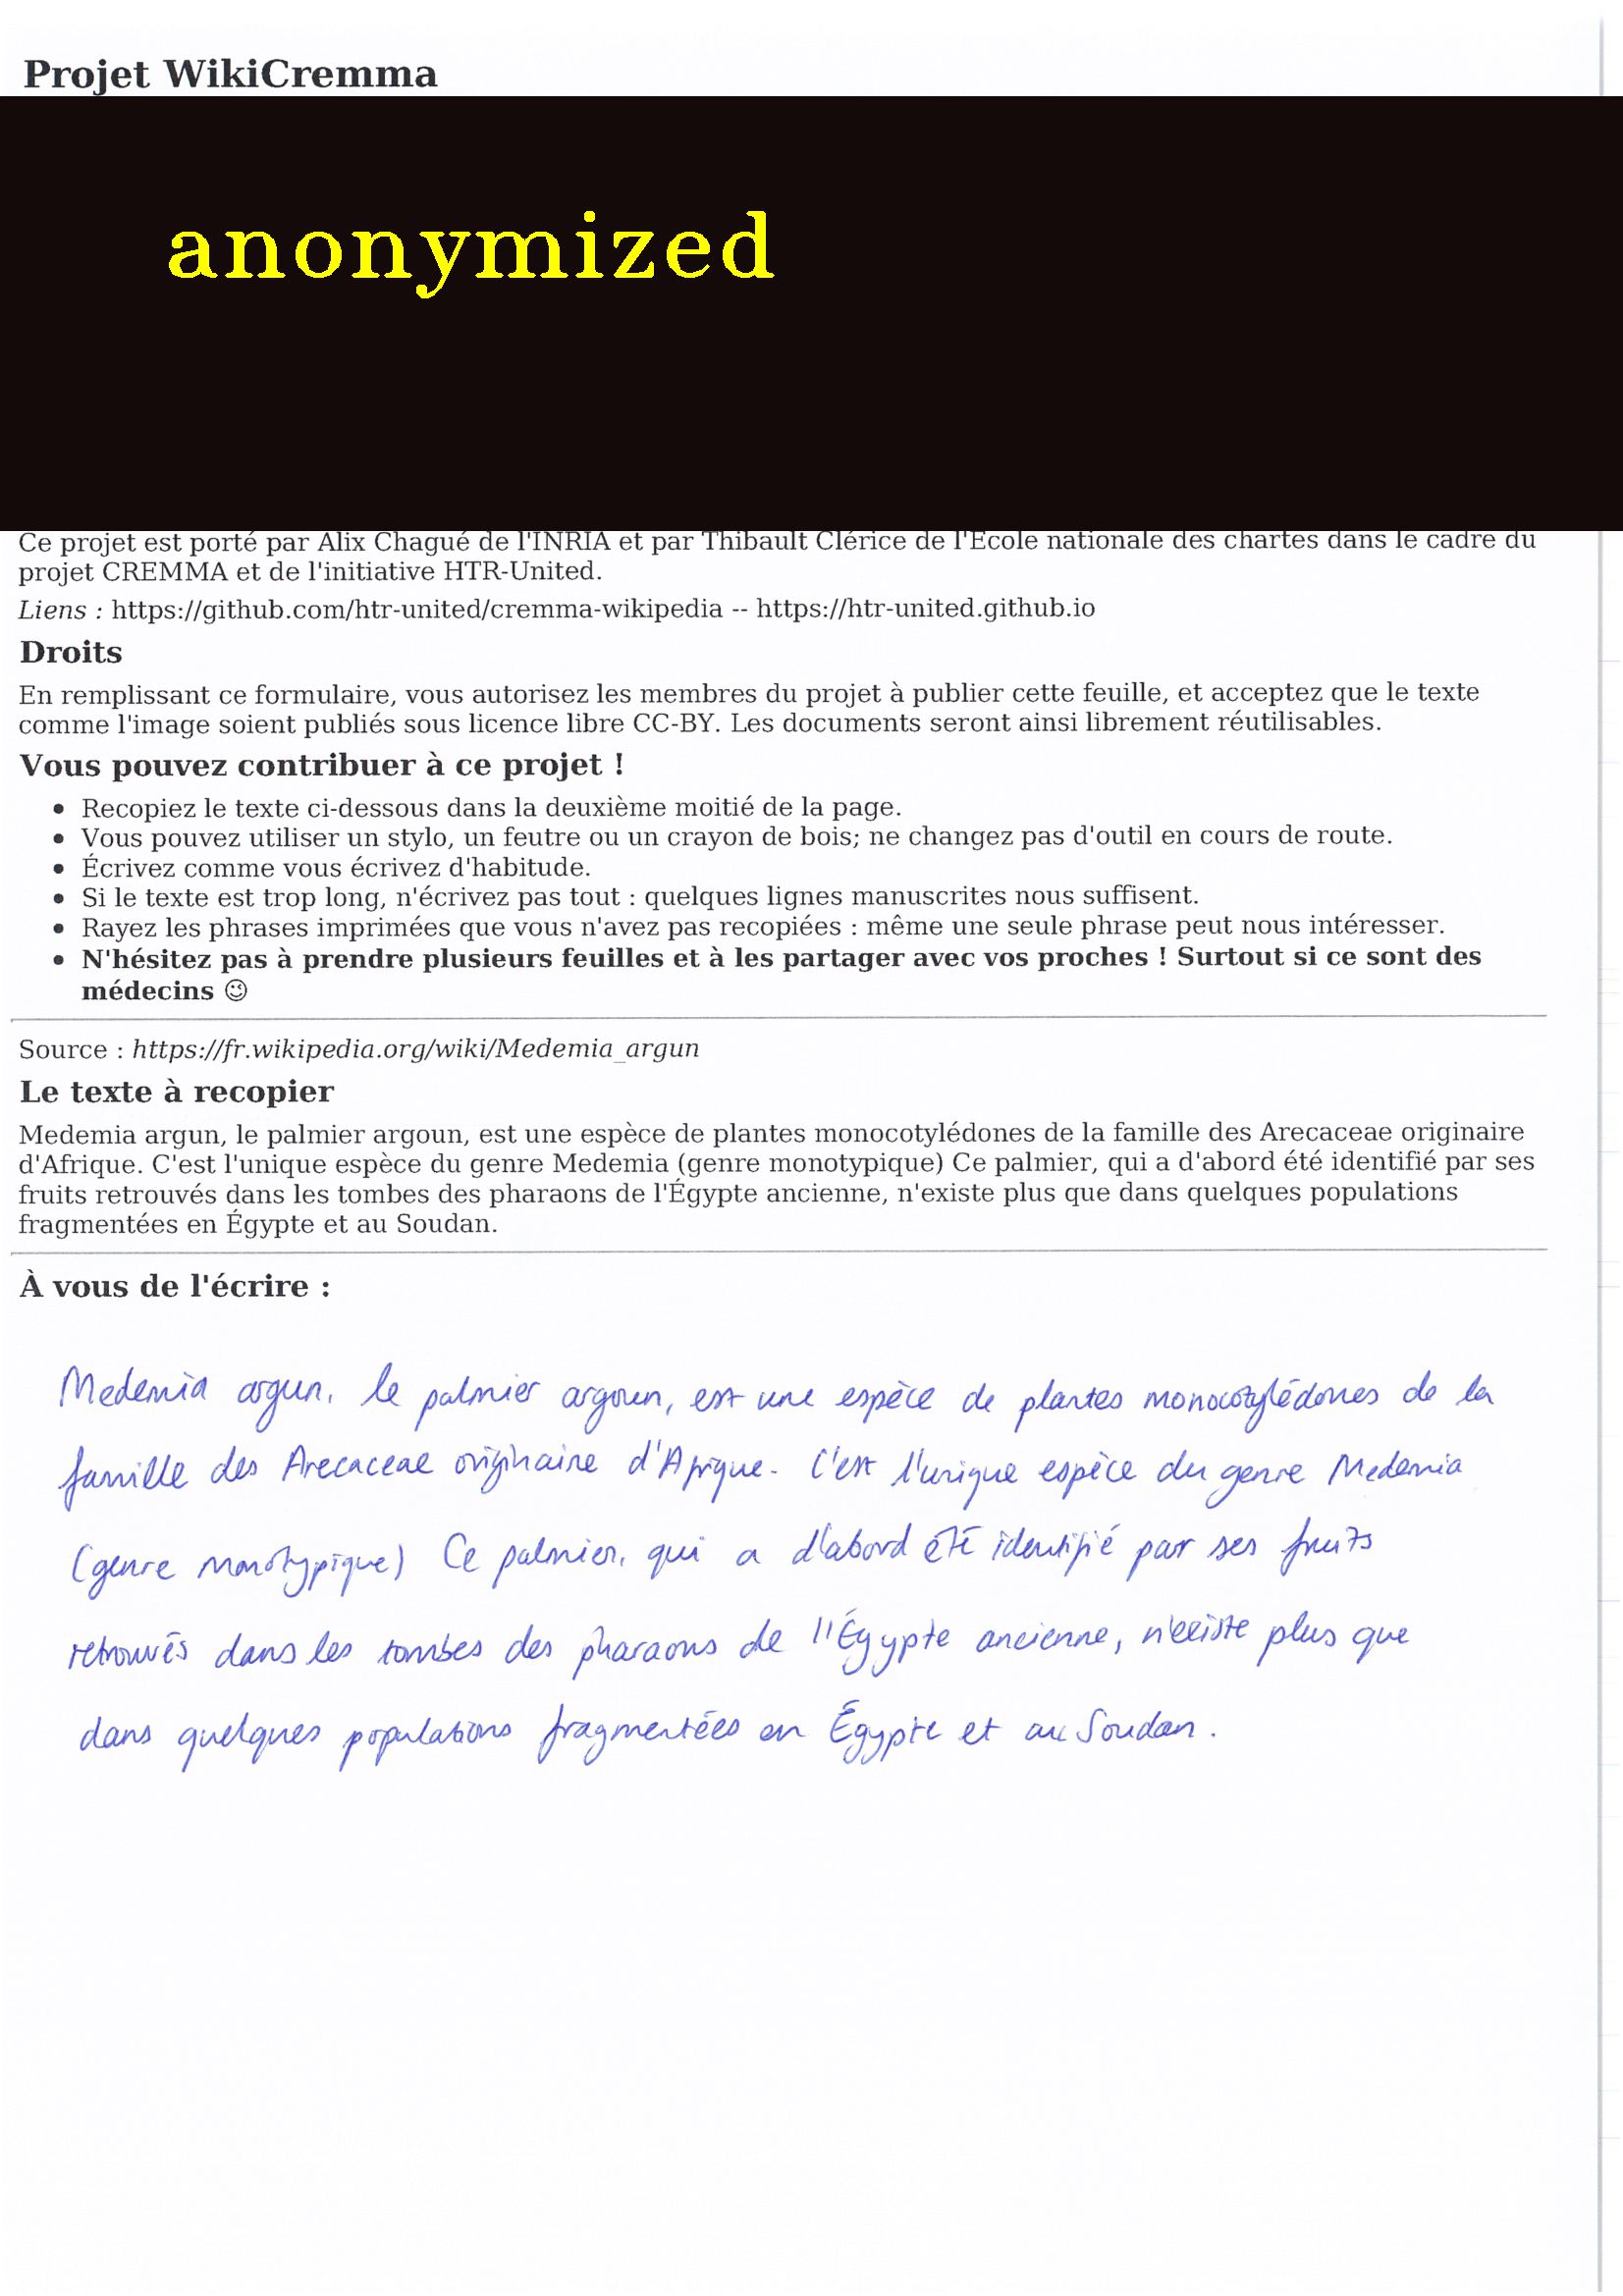 Projet WikiCremma
anonymized
Ce projet est porté par Alix Chagué de l'INRIA et par Thibault Clérice de l'École nationale des chartes dans le cadre du
projet CREMMA et de l'initiative HTR-United.
Liens : https://github.com/htr-united/cremma-wikipedia -- https://htr-united.github.io
Droits
En remplissant ce formulaire, vous autorisez les membres du projet à publier cette feuille, et acceptez que le texte
comme l'image soient publiés sous licence libre CC-BY. Les documents seront ainsi librement réutilisables.
Vous pouvez contribuer à ce projet !
• Recopiez le texte ci-dessous dans la deuxième moitié de la page.
• Vous pouvez utiliser un stylo, un feutre ou un crayon de bois; ne changez pas d'outil en cours de route.
• Écrivez comme vous écrivez d'habitude.
• Si le texte est trop long, n'écrivez pas tout : quelques lignes manuscrites nous suffisent.
• Rayez les phrases imprimées que vous n'avez pas recopiées : même une seule phrase peut nous intéresser.
• N'hésitez pas à prendre plusieurs feuilles et à les partager avec vos proches ! Surtout si ce sont des
médecins 😉
Source : https://fr.wikipedia.org/wiki/Medemia_argun
Le texte à recopier
Medemia argun, le palmier argoun, est une espèce de plantes monocotylédones de la famille des Arecaceae originaire
d'Afrique. C'est l'unique espèce du genre Medemia (genre monotypique) Ce palmier, qui a d'abord été identifié par ses
fruits retrouvés dans les tombes des pharaons de l'Égypte ancienne, n'existe plus que dans quelques populations
fragmentées en Égypte et au Soudan.
À vous de l'écrire :
Medemia argun, le palmier argoun, est une espèce de plantes monocotylédones de la
famille des Arecaceae originaire d'Afrique. C'est l'unique espèce du genre Medemia
(genre monotypique) Ce palmier, qui a d'abord été identifié par ses fruits
retrouvés dans les tombes des pharaons de l'Égypte ancienne, n'existe plus que
dans quelques populations fragmentées en Égypte et au Soudan.